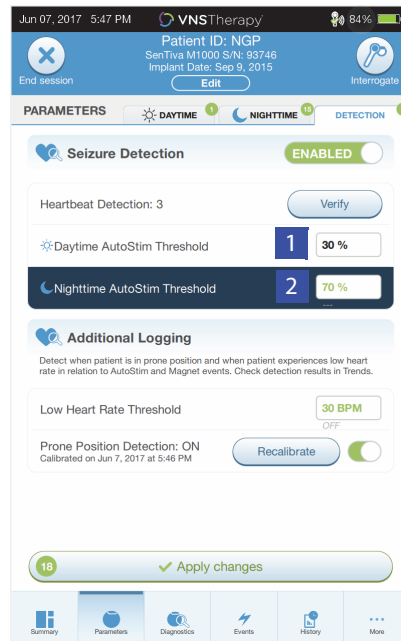 Jun 07, 2017 5:47 PM VNSTherapy 84%
Patient ID: NGP
SenTiva M1000 S/N: 93746
Implant Date: Sep 9, 2015
End session Edit Interrogate
PARAMETERS DAYTIME 1 NIGHTTIME 15 DETECTION
Seizure Detection ENABLED
Heartbeat Detection: 3 Verify
Daytime AutoStim Threshold 1 30 %
Nighttime AutoStim Threshold 2 70 %
Additional Logging
Detect when patient is in prone position and when patient experiences low heart
rate in relation to AutoStim and Magnet events. Check detection results in Trends.
Low Heart Rate Threshold 30 BPM
OFF
Prone Position Detection: ON Recalibrate
Calibrated on Jun 7, 2017 at 5:46 PM
18 Apply changes
Summary Parameters Diagnostics Events History More